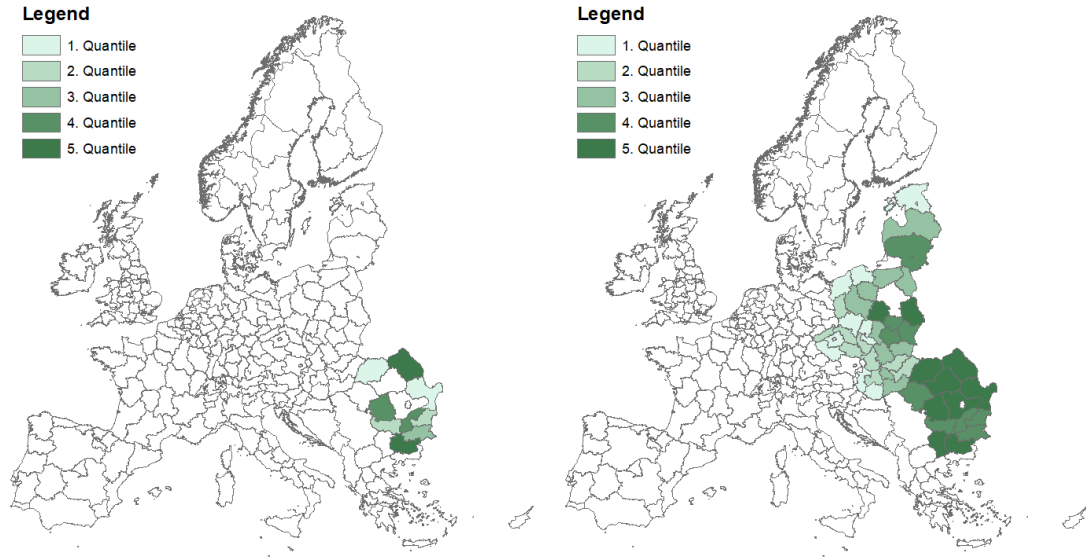 Legend
1. Quantile
2. Quantile
3. Quantile
4. Quantile
5. Quantile
Legend
1. Quantile
2. Quantile
3. Quantile
4. Quantile
5. Quantile